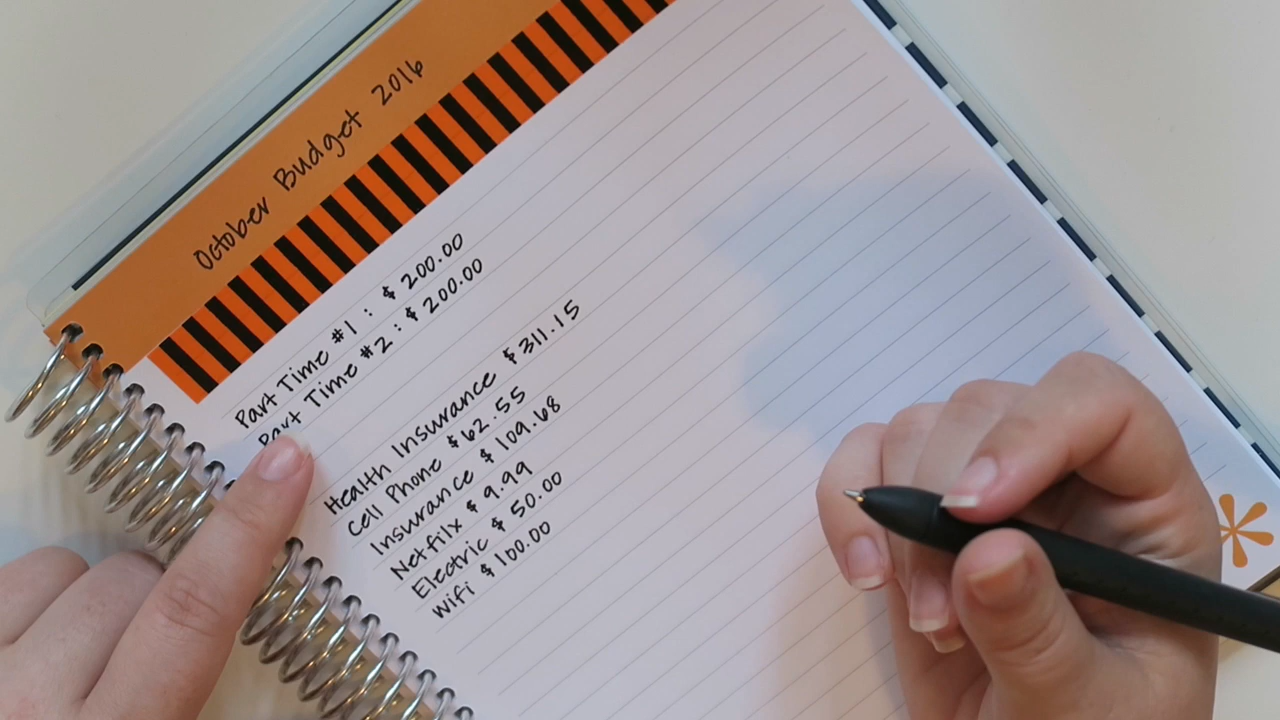 October Budget 2016
Part Time #1 : $ 200.00
Part Time #2 : $ 200.00
Health Insurance $311.15
Cell Phone $62.55
Insurance $109.68
Netfilx $9.99
Electric $50.00
Wifi $100.00